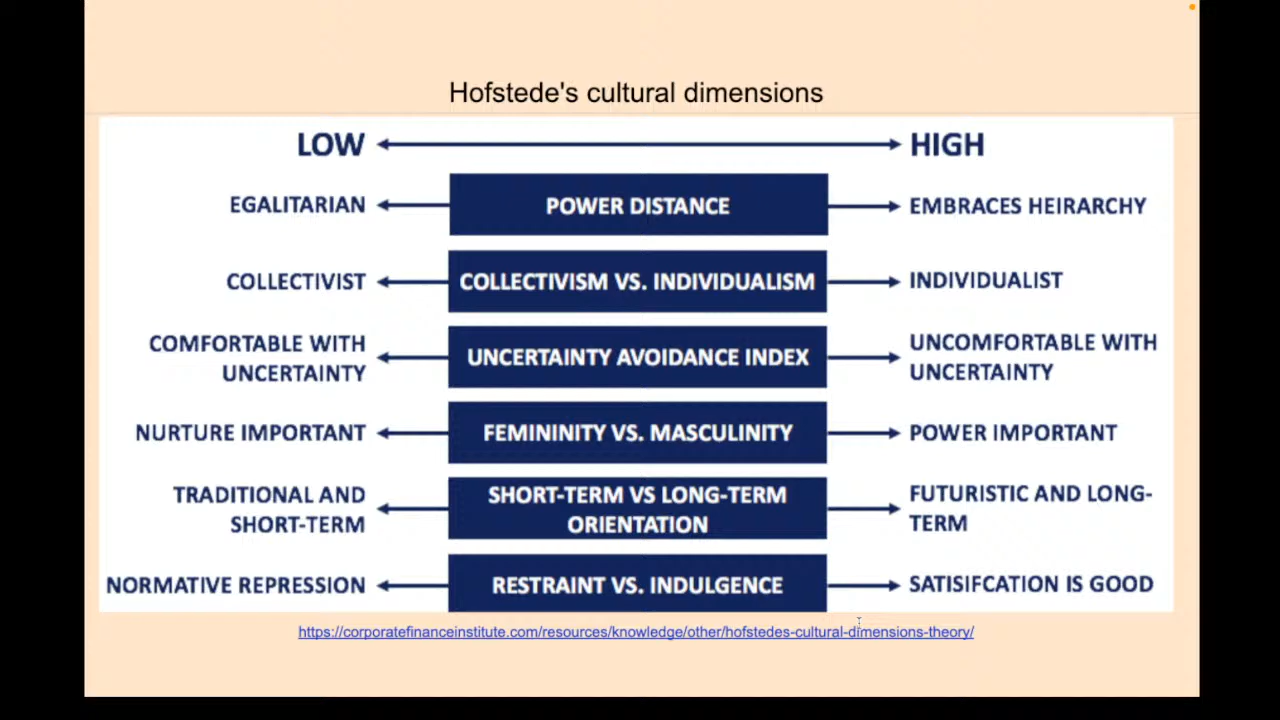 Hofstede's cultural dimensions
LOW HIGH
EGALITARIAN POWER DISTANCE EMBRACES HEIRARCHY
COLLECTIVIST COLLECTIVISM VS. INDIVIDUALISM INDIVIDUALIST
COMFORTABLE WITH
UNCERTAINTY
UNCERTAINTY AVOIDANCE INDEX
UNCOMFORTABLE WITH
UNCERTAINTY
NURTURE IMPORTANT FEMININITY VS. MASCULINITY POWER IMPORTANT
TRADITIONAL AND
SHORT-TERM
SHORT-TERM VS LONG-TERM
ORIENTATION
FUTURISTIC AND LONG-
TERM
NORMATIVE REPRESSION RESTRAINT VS. INDULGENCE SATISIFCATION IS GOOD
https://corporatefinanceinstitute.com/resources/knowledge/other/hofstedes-cultural-dimensions-theory/